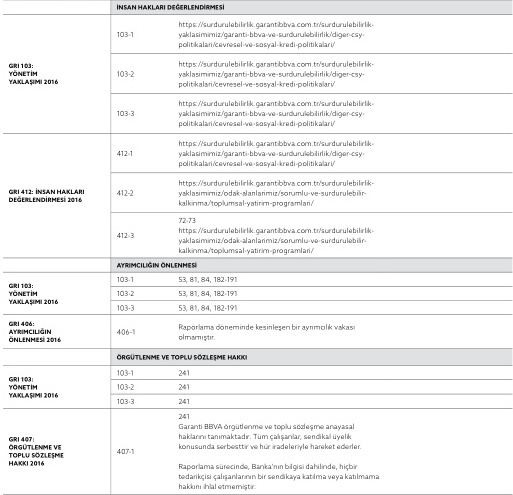 İNSAN HAKLARI DEĞERLENDİRMESİ
GRI 103:
YÖNETİM
YAKLAŞIMI 2016
103-1
https://surdurulebilirlik.garantibbva.com.tr/surdurulebilirlik-
yaklasimimiz/garanti-bbva-ve-surdurulebilirlik/diger-csy-
politikalari/cevresel-ve-sosyal-kredi-politikalari/
103-2
https://surdurulebilirlik.garantibbva.com.tr/surdurulebilirlik-
yaklasimimiz/garanti-bbva-ve-surdurulebilirlik/diger-csy-
politikalari/cevresel-ve-sosyal-kredi-politikalari/
103-3
https://surdurulebilirlik.garantibbva.com.tr/surdurulebilirlik-
yaklasimimiz/garanti-bbva-ve-surdurulebilirlik/diger-csy-
politikalari/cevresel-ve-sosyal-kredi-politikalari/
GRI 412: İNSAN HAKLARI
DEĞERLENDİRMESİ 2016
412-1
https://surdurulebilirlik.garantibbva.com.tr/surdurulebilirlik-
yaklasimimiz/garanti-bbva-ve-surdurulebilirlik/diger-csy-
politikalari/cevresel-ve-sosyal-kredi-politikalari/
412-2
https://surdurulebilirlik.garantibbva.com.tr/surdurulebilirlik-
yaklasimimiz/odak-alanlarimiz/sorumlu-ve-surdurulebilir-
kalkinma/toplumsal-yatirim-programlari/
412-3
72-73
https://surdurulebilirlik.garantibbva.com.tr/surdurulebilirlik-
yaklasimimiz/odak-alanlarimiz/sorumlu-ve-surdurulebilir-
kalkinma/toplumsal-yatirim-programlari/
AYRIMCILIĞIN ÖNLENMESİ
GRI 103:
YÖNETİM
YAKLAŞIMI 2016
103-1 53, 81, 84, 182-191
103-2 53, 81, 84, 182-191
103-3 53, 81, 84, 182-191
GRI 406:
AYRIMCILIĞIN
ÖNLENMESİ 2016
406-1
Raporlama döneminde kesinleşen bir ayrımcılık vakası
olmamıştır.
ÖRGÜTLENME VE TOPLU SÖZLEŞME HAKKI
GRI 103:
YÖNETİM
YAKLAŞIMI 2016
103-1 241
103-2 241
103-3 241
GRI 407:
ÖRGÜTLENME VE
TOPLU SÖZLEŞME
HAKKI 2016
407-1
241
Garanti BBVA örgütlenme ve toplu sözleşme anayasal
haklarını tanımaktadır. Tüm çalışanlar, sendikal üyelik
konusunda serbesttir ve hür iradeleriyle hareket ederler.
Raporlama sürecinde, Banka'nın bilgisi dahilinde, hiçbir
tedarikçisi çalışanlarının bir sendikaya katılma veya katılmama
hakkını ihlal etmemiştir.